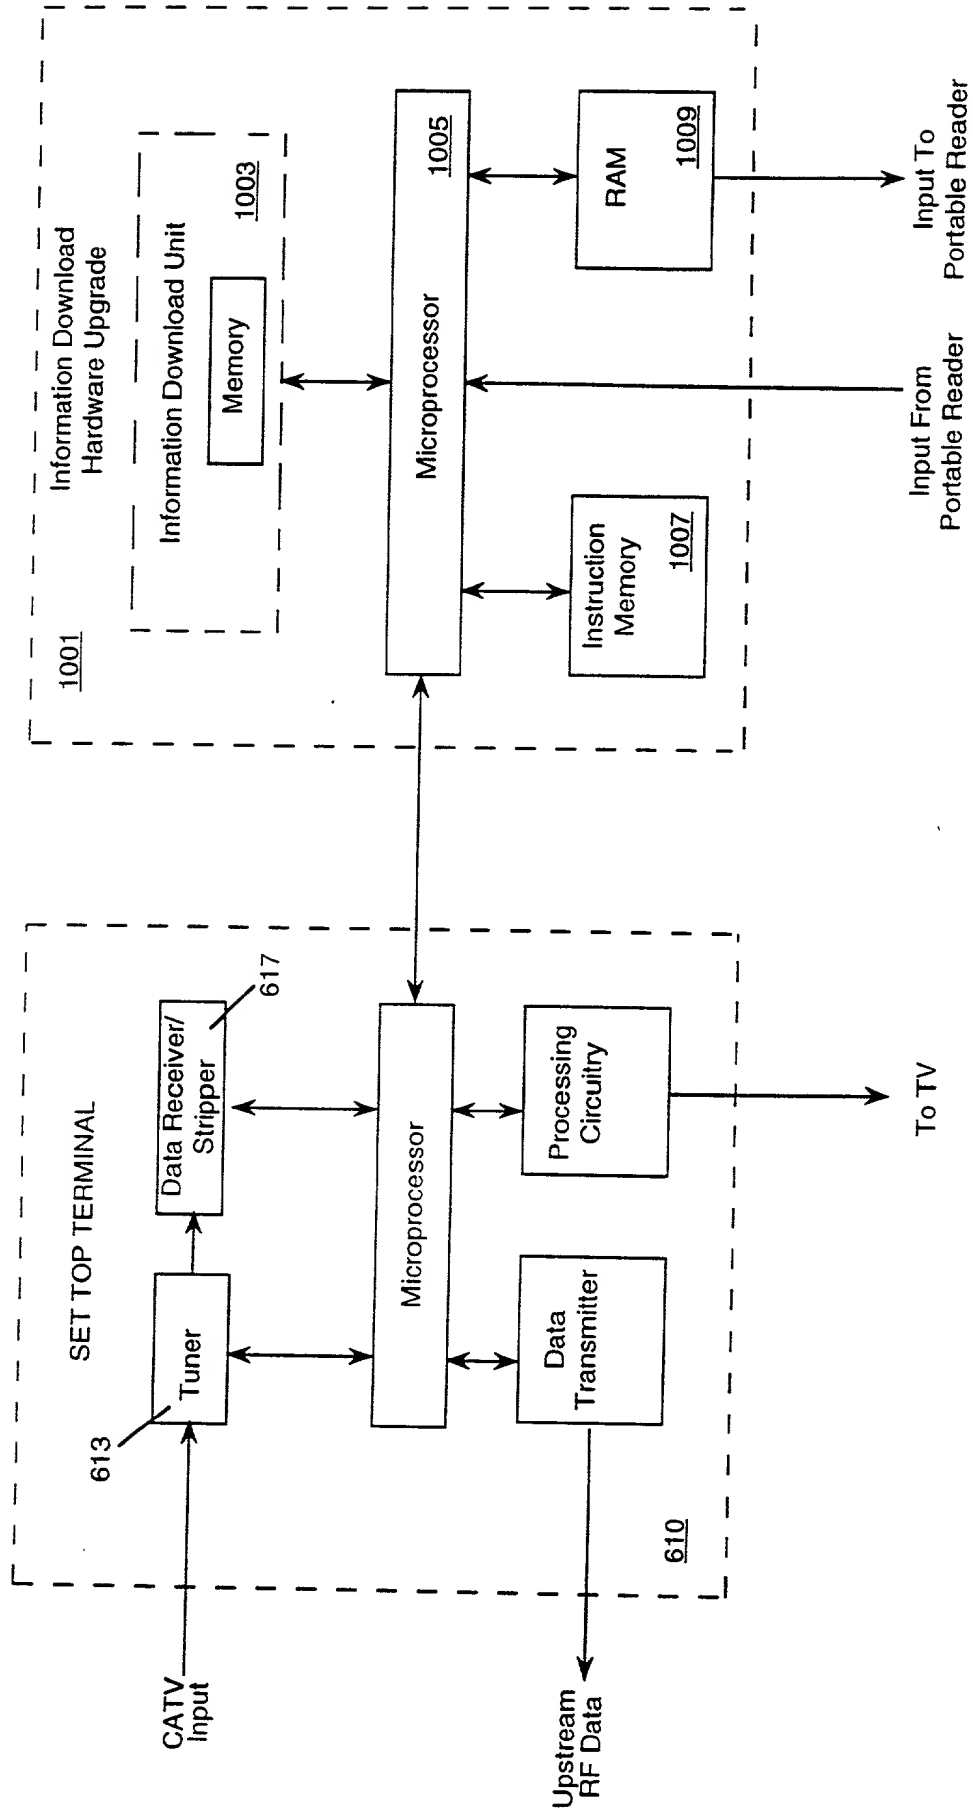 SET TOP TERMINAL
613
Tuner
Data Receiver/
Stripper
617
CATV
Input
Microprocessor
Data
Transmitter
Processing
Circuitry
610
Upstream
RF Data
To TV
1001
Information Download
Hardware Upgrade
Information Download Unit
1003
Memory
Microprocessor
1005
Instruction
Memory
1007
RAM
1009
Input From
Portable Reader
Input To
Portable Reader